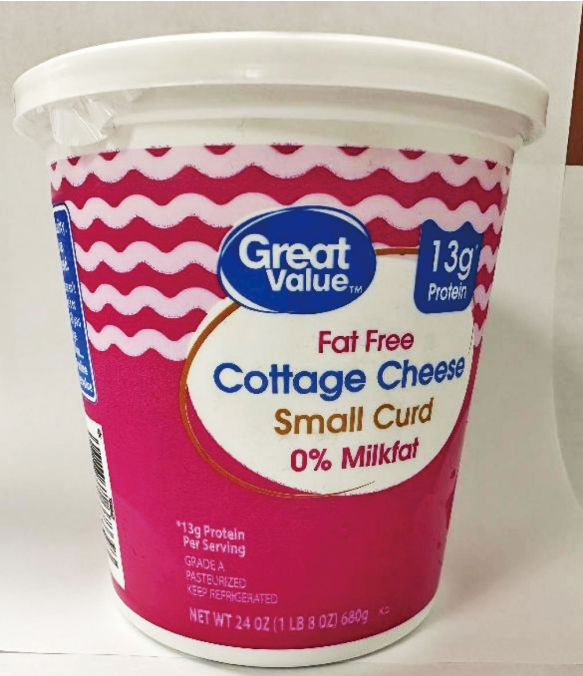 Great
Value™
13g
Protein
Fat Free
Cottage Cheese
Small Curd
0% Milkfat
*13g Protein
Per Serving
GRADE A
PASTEURIZED
KEEP REFRIGERATED
NET WT 24 OZ (1 LB 8 OZ) 680g